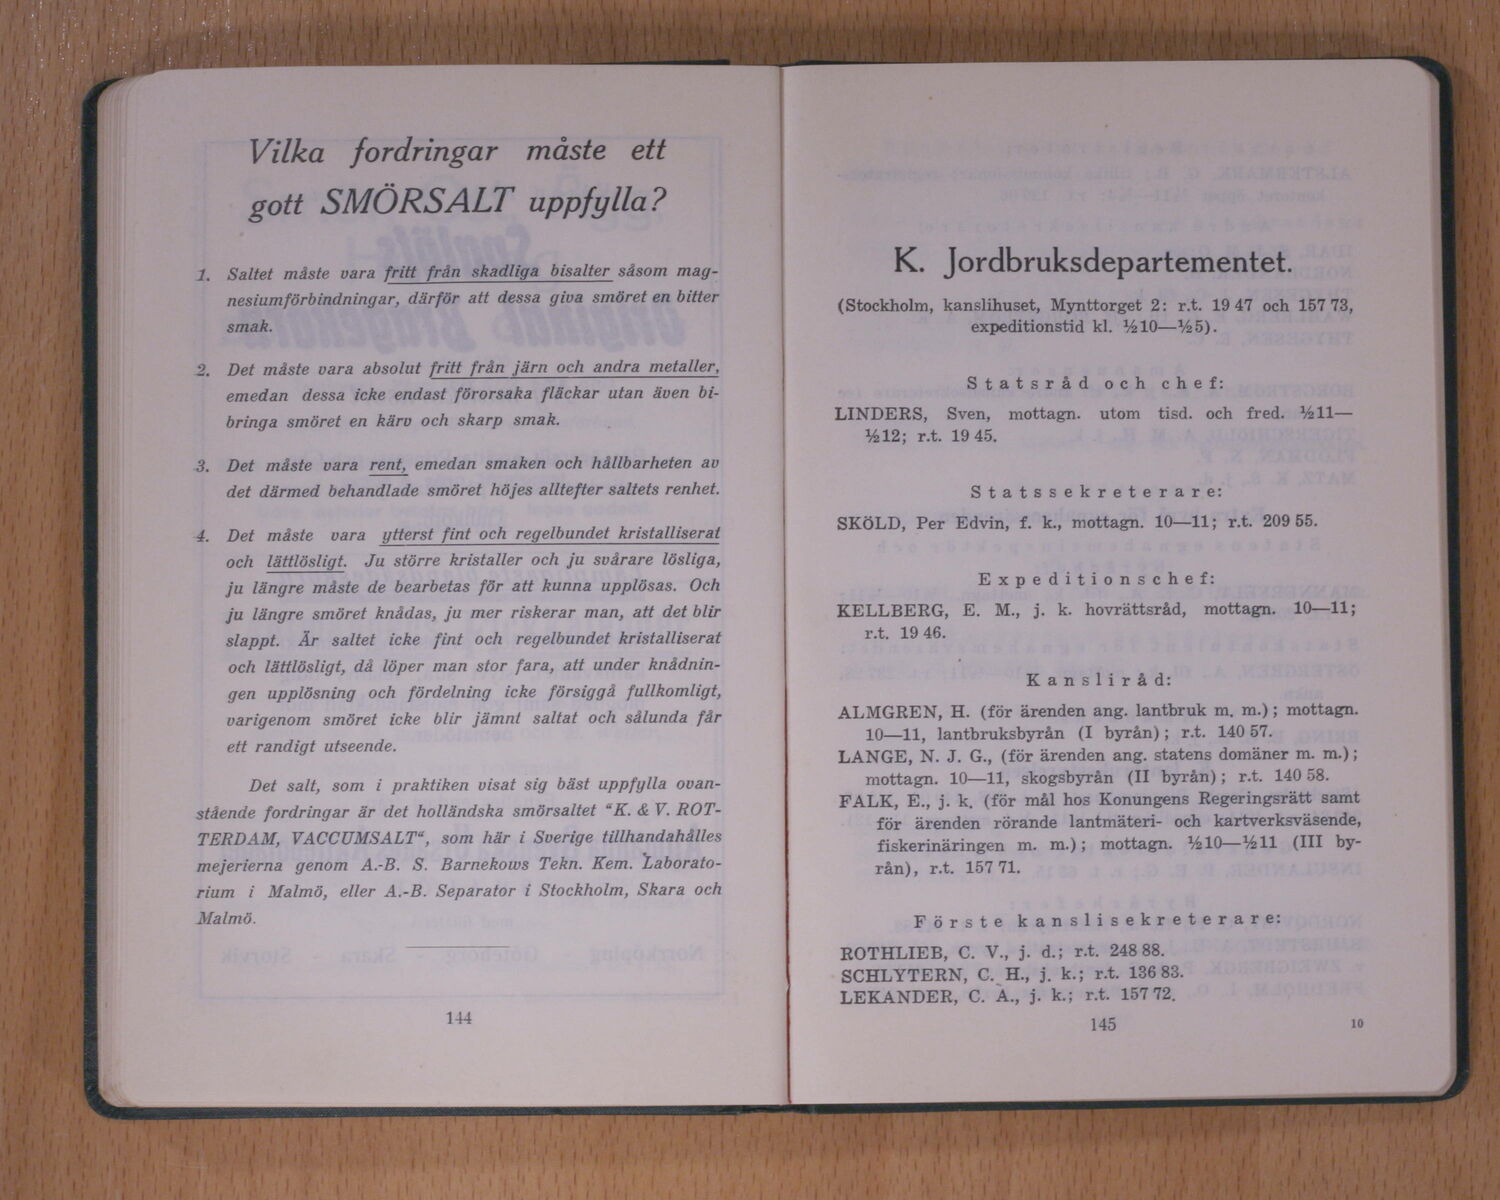 Vilka fordringar måste ett
gott SMÖRSALT uppfylla?
1. Saltet måste vara fritt från skadliga bisalter såsom mag-
nesiumförbindningar, därför att dessa giva smöret en bitter
smak.
2. Det måste vara absolut fritt från järn och andra metaller,
emedan dessa icke endast förorsaka fläckar utan även bi-
bringa smöret en kärv och skarp smak.
3. Det måste vara rent, emedan smaken och hållbarheten av
det därmed behandlade smöret höjes alltefter saltets renhet.
4. Det måste vara ytterst fint och regelbundet kristalliserat
och lättlösligt. Ju större kristaller och ju svårare lösliga,
ju längre måste de bearbetas för att kunna upplösas. Och
ju längre smöret knådas, ju mer riskerar man, att det blir
slappt. Är saltet icke fint och regelbundet kristalliserat
och lättlösligt, då löper man stor fara, att under knådnin-
gen upplösning och fördelning icke försiggå fullkomligt,
varigenom smöret icke blir jämnt saltat och sålunda får
ett randigt utseende.
Det salt, som i praktiken visat sig bäst uppfylla ovan-
stående fordringar är det holländska smörsaltet “K. & V. ROT-
TERDAM, VACCUMSALT“, som här i Sverige tillhandahålles
mejerierna genom A.-B. S. Barnekows Tekn. Kem. Laborato-
rium i Malmö, eller A.-B. Separator i Stockholm, Skara och
Malmö.
144
K. Jordbruksdepartementet.
(Stockholm, kanslihuset, Mynttorget 2: r.t. 19 47 och 157 73,
expeditionstid kl. ½10—½5).
Statsråd och chef:
LINDERS, Sven, mottagn. utom tisd. och fred. ½11—
½12; r.t. 19 45.
Statssekreterare:
SKÖLD, Per Edvin, f. k., mottagn. 10—11; r.t. 209 55.
Expeditionschef:
KELLBERG, E. M., j. k. hovrättsråd, mottagn. 10—11;
r.t. 19 46.
Kansliråd:
ALMGREN, H. (för ärenden ang. lantbruk m. m.); mottagn.
10—11, lantbruksbyrån (I byrån); r.t. 140 57.
LANGE, N. J. G., (för ärenden ang. statens domäner m. m.);
mottagn. 10—11, skogsbyrån (II byrån); r.t. 140 58.
FALK, E., j. k. (för mål hos Konungens Regeringsrätt samt
för ärenden rörande lantmäteri- och kartverksväsende,
fiskerinäringen m. m.); mottagn. ½10—½11 (III by-
rån), r.t. 157 71.
Förste kanslisekreterare:
ROTHLIEB, C. V., j. d.; r.t. 248 88.
SCHLYTERN, C. H., j. k.; r.t. 136 83.
LEKANDER, C. A., j. k.; r.t. 157 72.
145
10